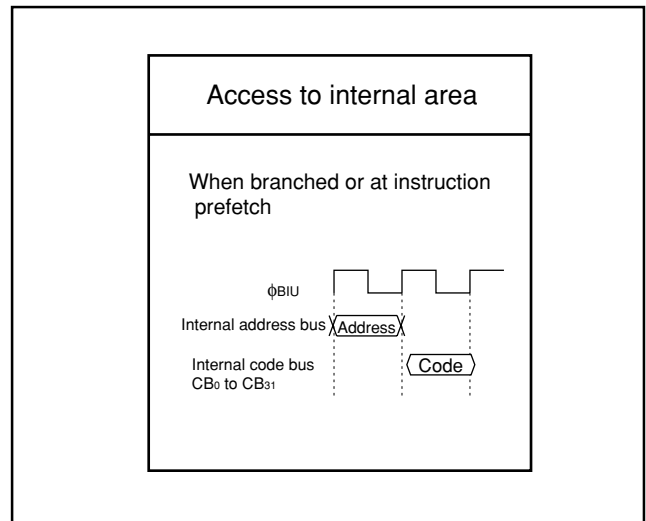 Access to internal area
When branched or at instruction
prefetch
ϕBIU
Internal address bus Address
Internal code bus Code
CB0 to CB31